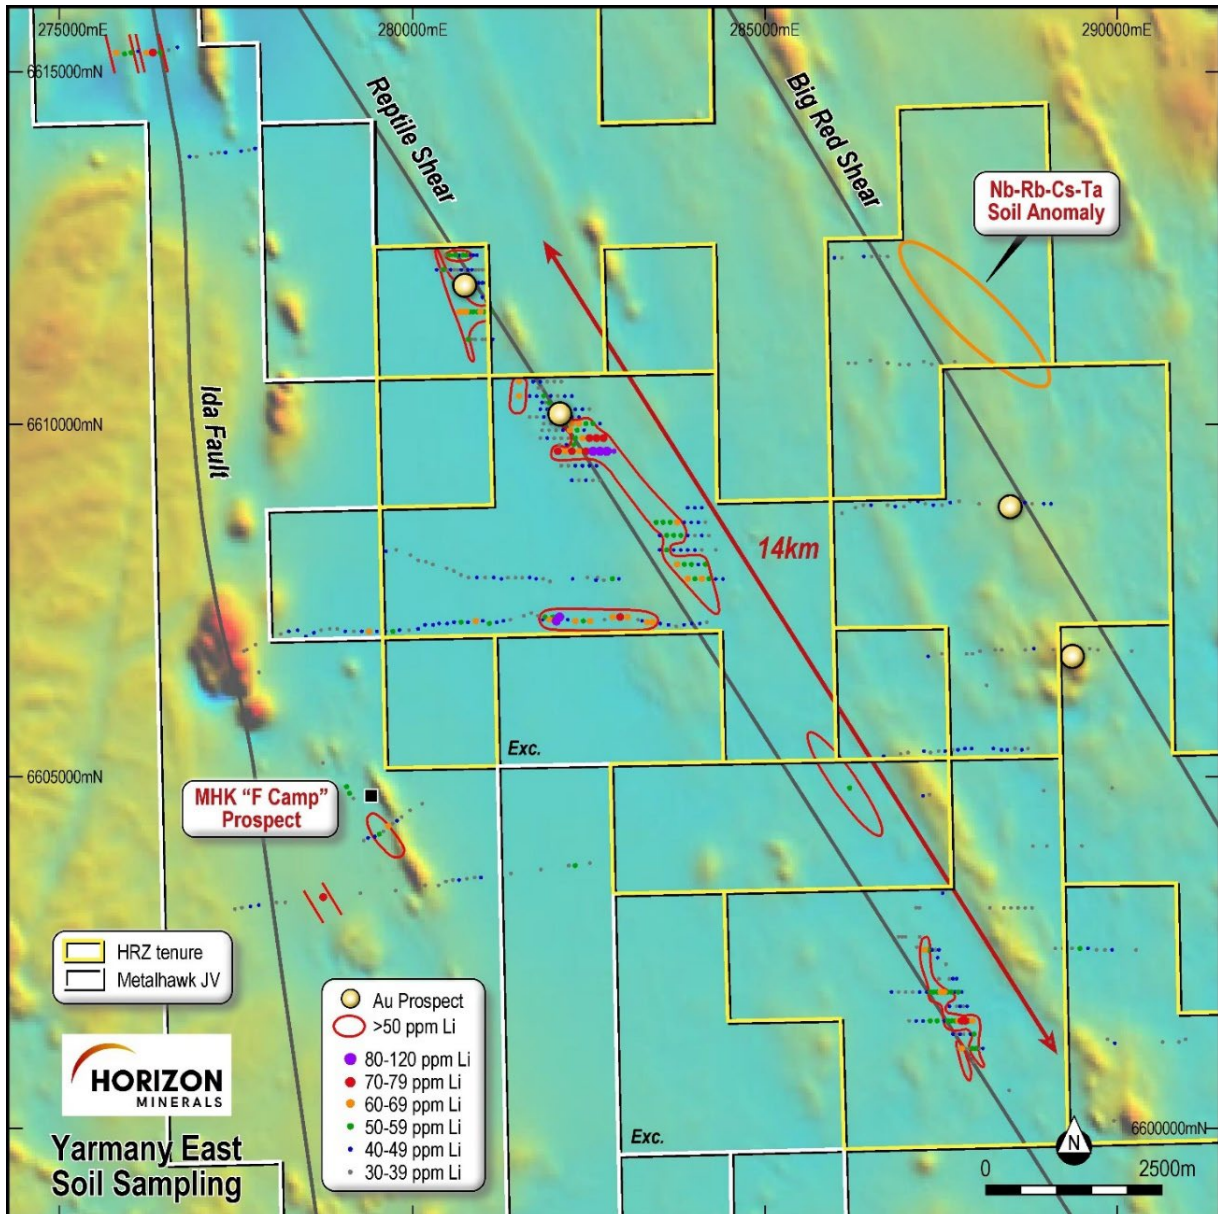 275000mE
280000mE
285000mE
290000mE
6615000mN
Reptile Shear
Big Red Shear
Nb-Rb-Cs-Ta
Soil Anomaly
Ida Fault
6610000mN
14km
Exc.
6605000mN
MHK “F Camp”
Prospect
HRZ tenure
Metalhawk JV
Au Prospect
>50 ppm Li
80-120 ppm Li
70-79 ppm Li
60-69 ppm Li
50-59 ppm Li
40-49 ppm Li
30-39 ppm Li
HORIZON
MINERALS
Yarmany East
Soil Sampling
Exc.
6600000mN
N
0
2500m